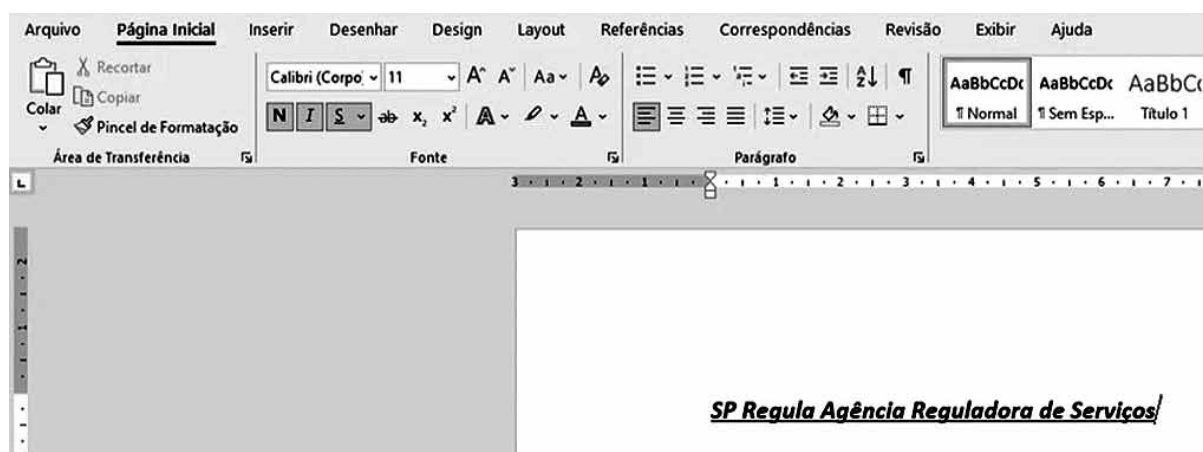 Arquivo Página Inicial Inserir Desenhar Design Layout Referências Correspondências Revisão Exibir Ajuda
Recortar
Copiar
Colar
Pincel de Formatação
Área de Transferência
Calibri (Corpo 11 A A Aa A
N I S ab x₂ x² A A
Fonte
A Z ¶
Parágrafo
AaBbCcDc AaBbCcDc AaBbCc
¶ Normal ¶ Sem Esp... Título 1
L 3 2 1 1 2 3 4 5 6 7
2 1
SP Regula Agência Reguladora de Serviços